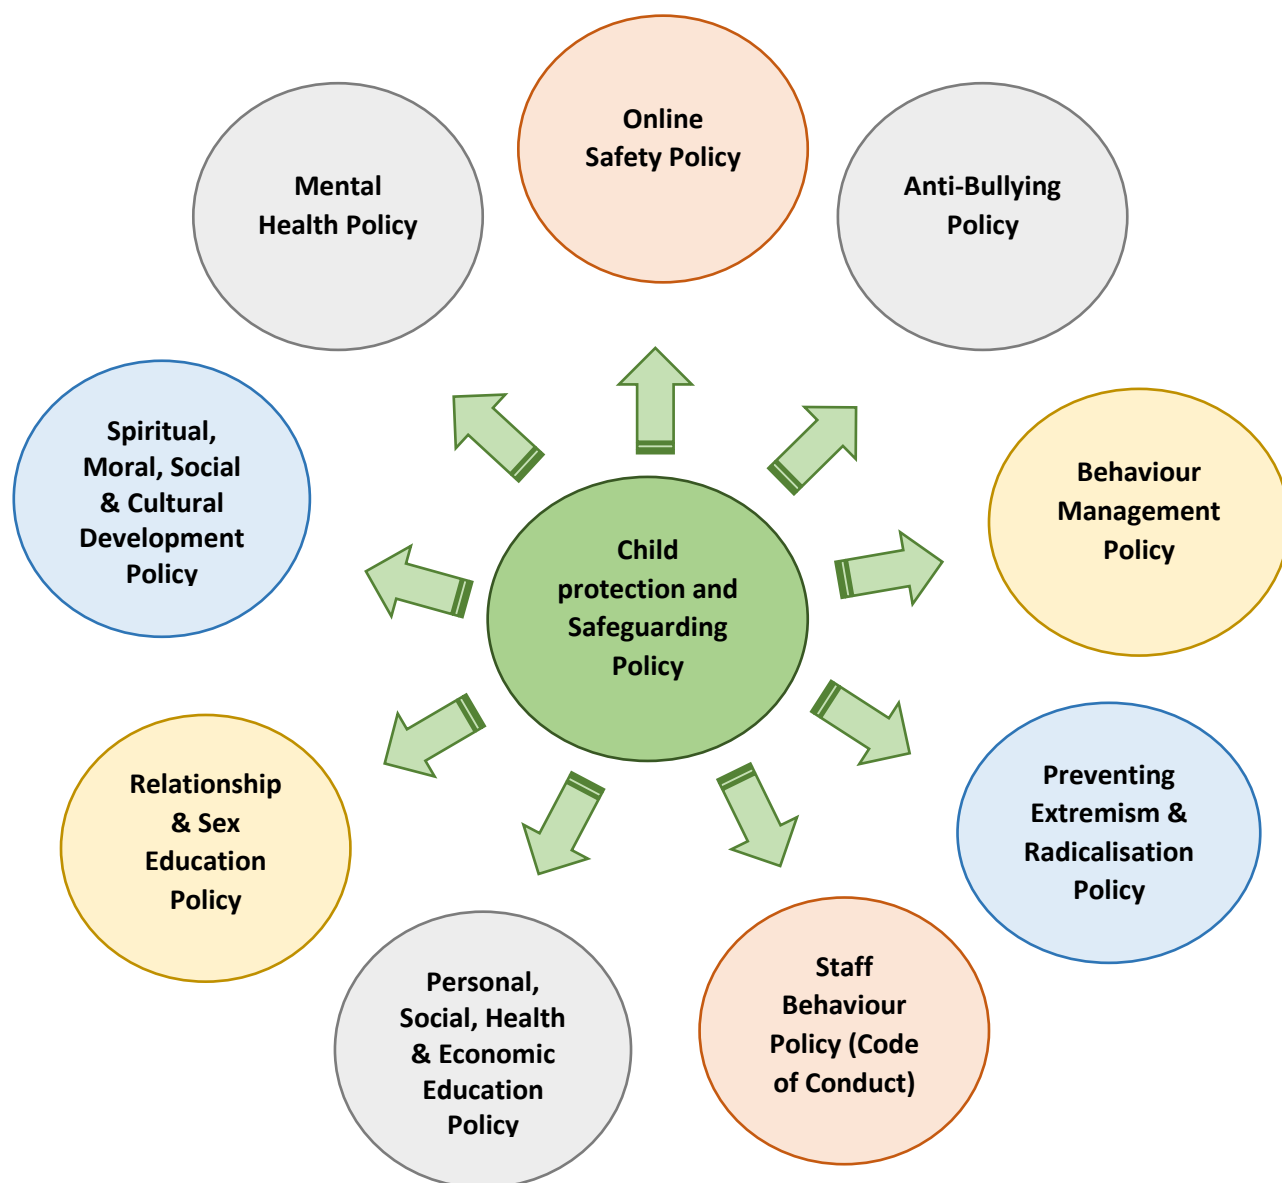 Online
Safety Policy
Mental
Health Policy
Anti-Bullying
Policy
Spiritual,
Moral, Social
& Cultural
Development
Policy
Behaviour
Management
Policy
Child
protection and
Safeguarding
Policy
Relationship
& Sex
Education
Policy
Preventing
Extremism &
Radicalisation
Policy
Personal,
Social, Health
& Economic
Education
Policy
Staff
Behaviour
Policy (Code
of Conduct)